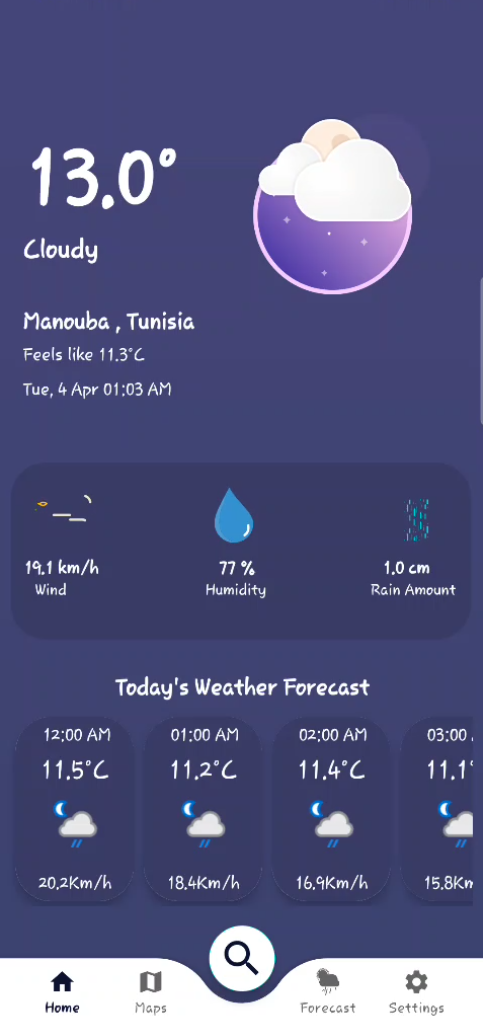 13.0°
Cloudy
Manouba , Tunisia
Feels like 11.3°C
Tue, 4 Apr 01:03 AM
19.1 km/h 77 % 1.0 cm
Wind Humidity Rain Amount
Today's Weather Forecast
12:00 AM 01:00 AM 02:00 AM 03:00
11.5°C 11.2°C 11.4°C 11.1°
20.2Km/h 18.4Km/h 16.9Km/h 15.8Km
Home Maps Forecast Settings